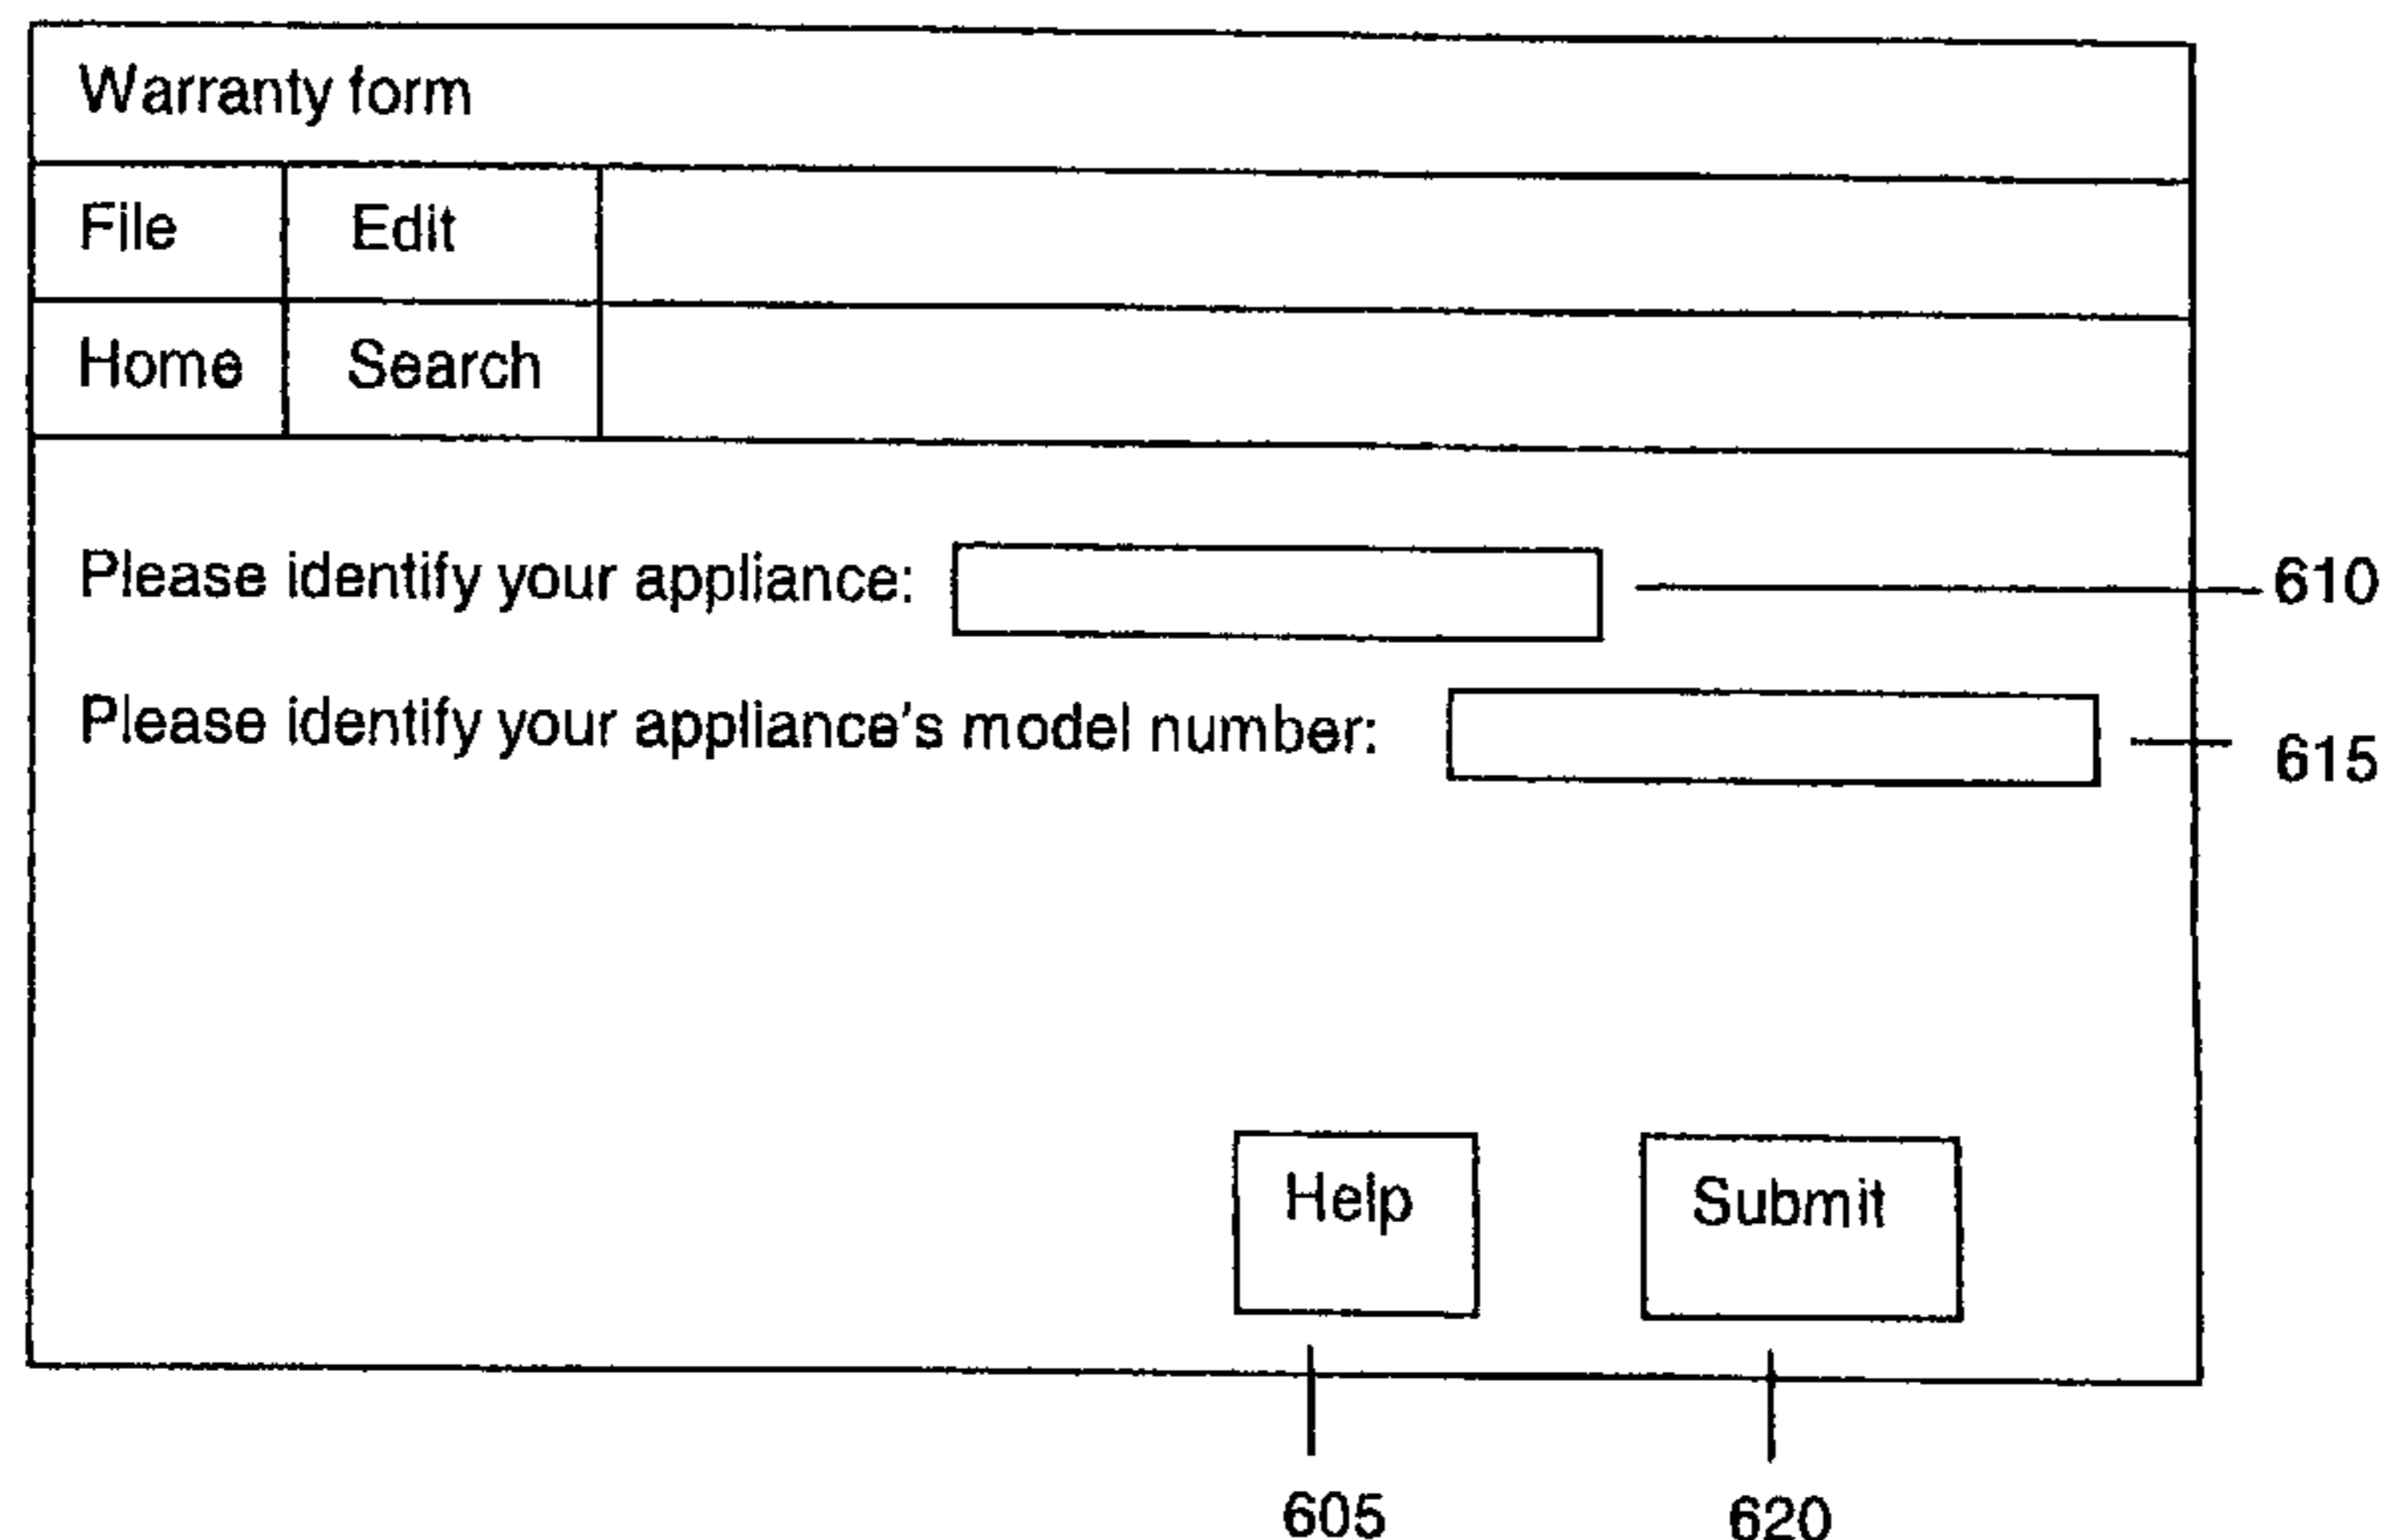 Warranty form
File Edit
Home Search
Please identify your appliance: 610
Please identify your appliance's model number: 615
Help Submit
605 620